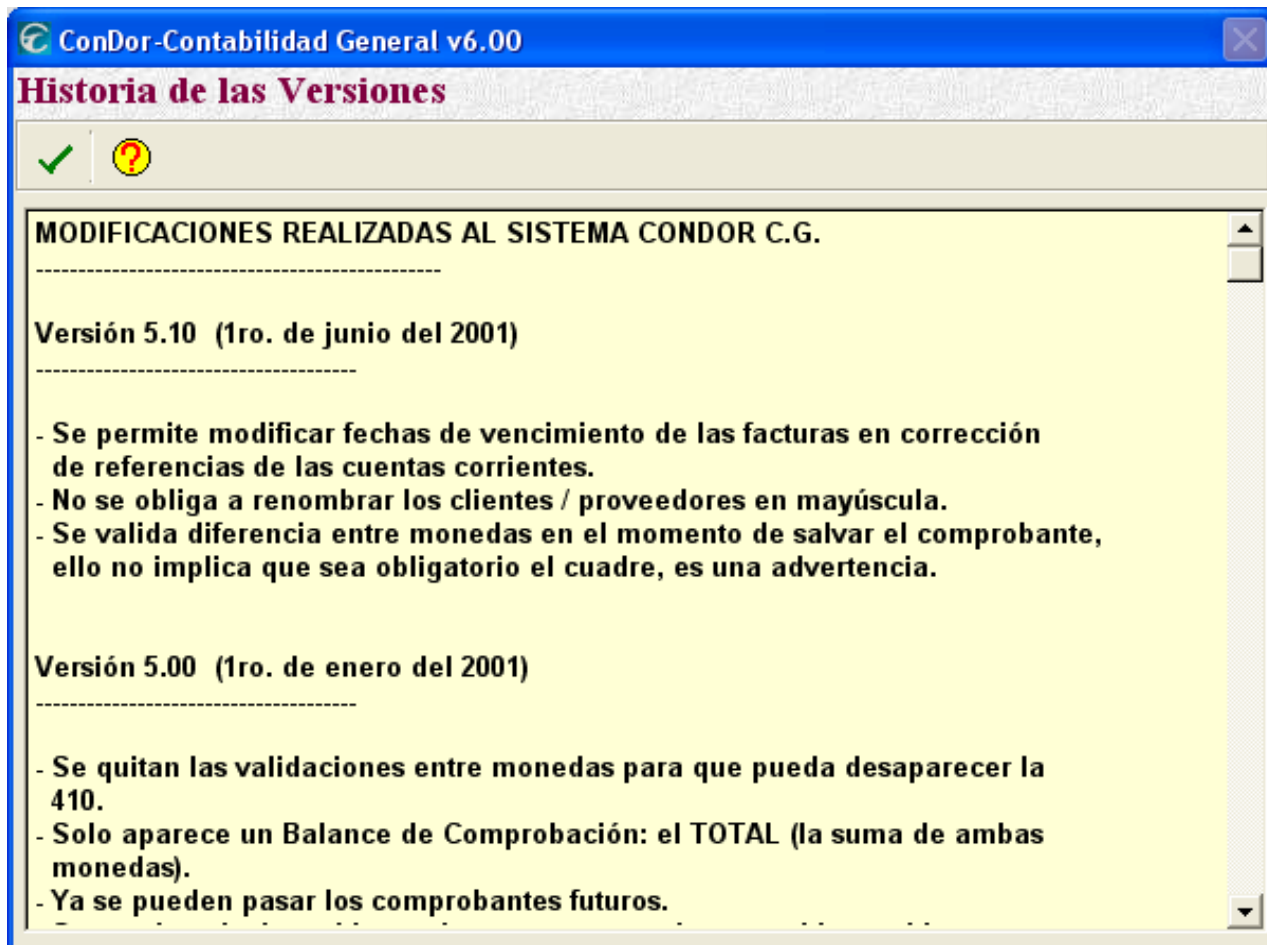 ConDor-Contabilidad General v6.00
Historia de las Versiones
MODIFICACIONES REALIZADAS AL SISTEMA CONDOR C.G.
------------------------------------------------
Versión 5.10 (1ro. de junio del 2001)
--------------------------------------
- Se permite modificar fechas de vencimiento de las facturas en corrección
de referencias de las cuentas corrientes.
- No se obliga a renombrar los clientes / proveedores en mayúscula.
- Se valida diferencia entre monedas en el momento de salvar el comprobante,
ello no implica que sea obligatorio el cuadre, es una advertencia.
Versión 5.00 (1ro. de enero del 2001)
--------------------------------------
- Se quitan las validaciones entre monedas para que pueda desaparecer la
410.
- Solo aparece un Balance de Comprobación: el TOTAL (la suma de ambas
monedas).
- Ya se pueden pasar los comprobantes futuros.